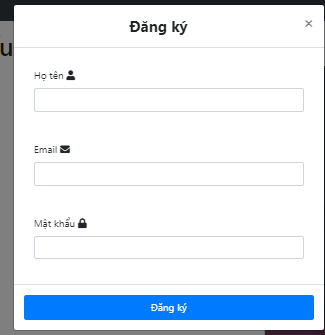 Đăng ký
×
Họ tên
Email
Mật khẩu
Đăng ký